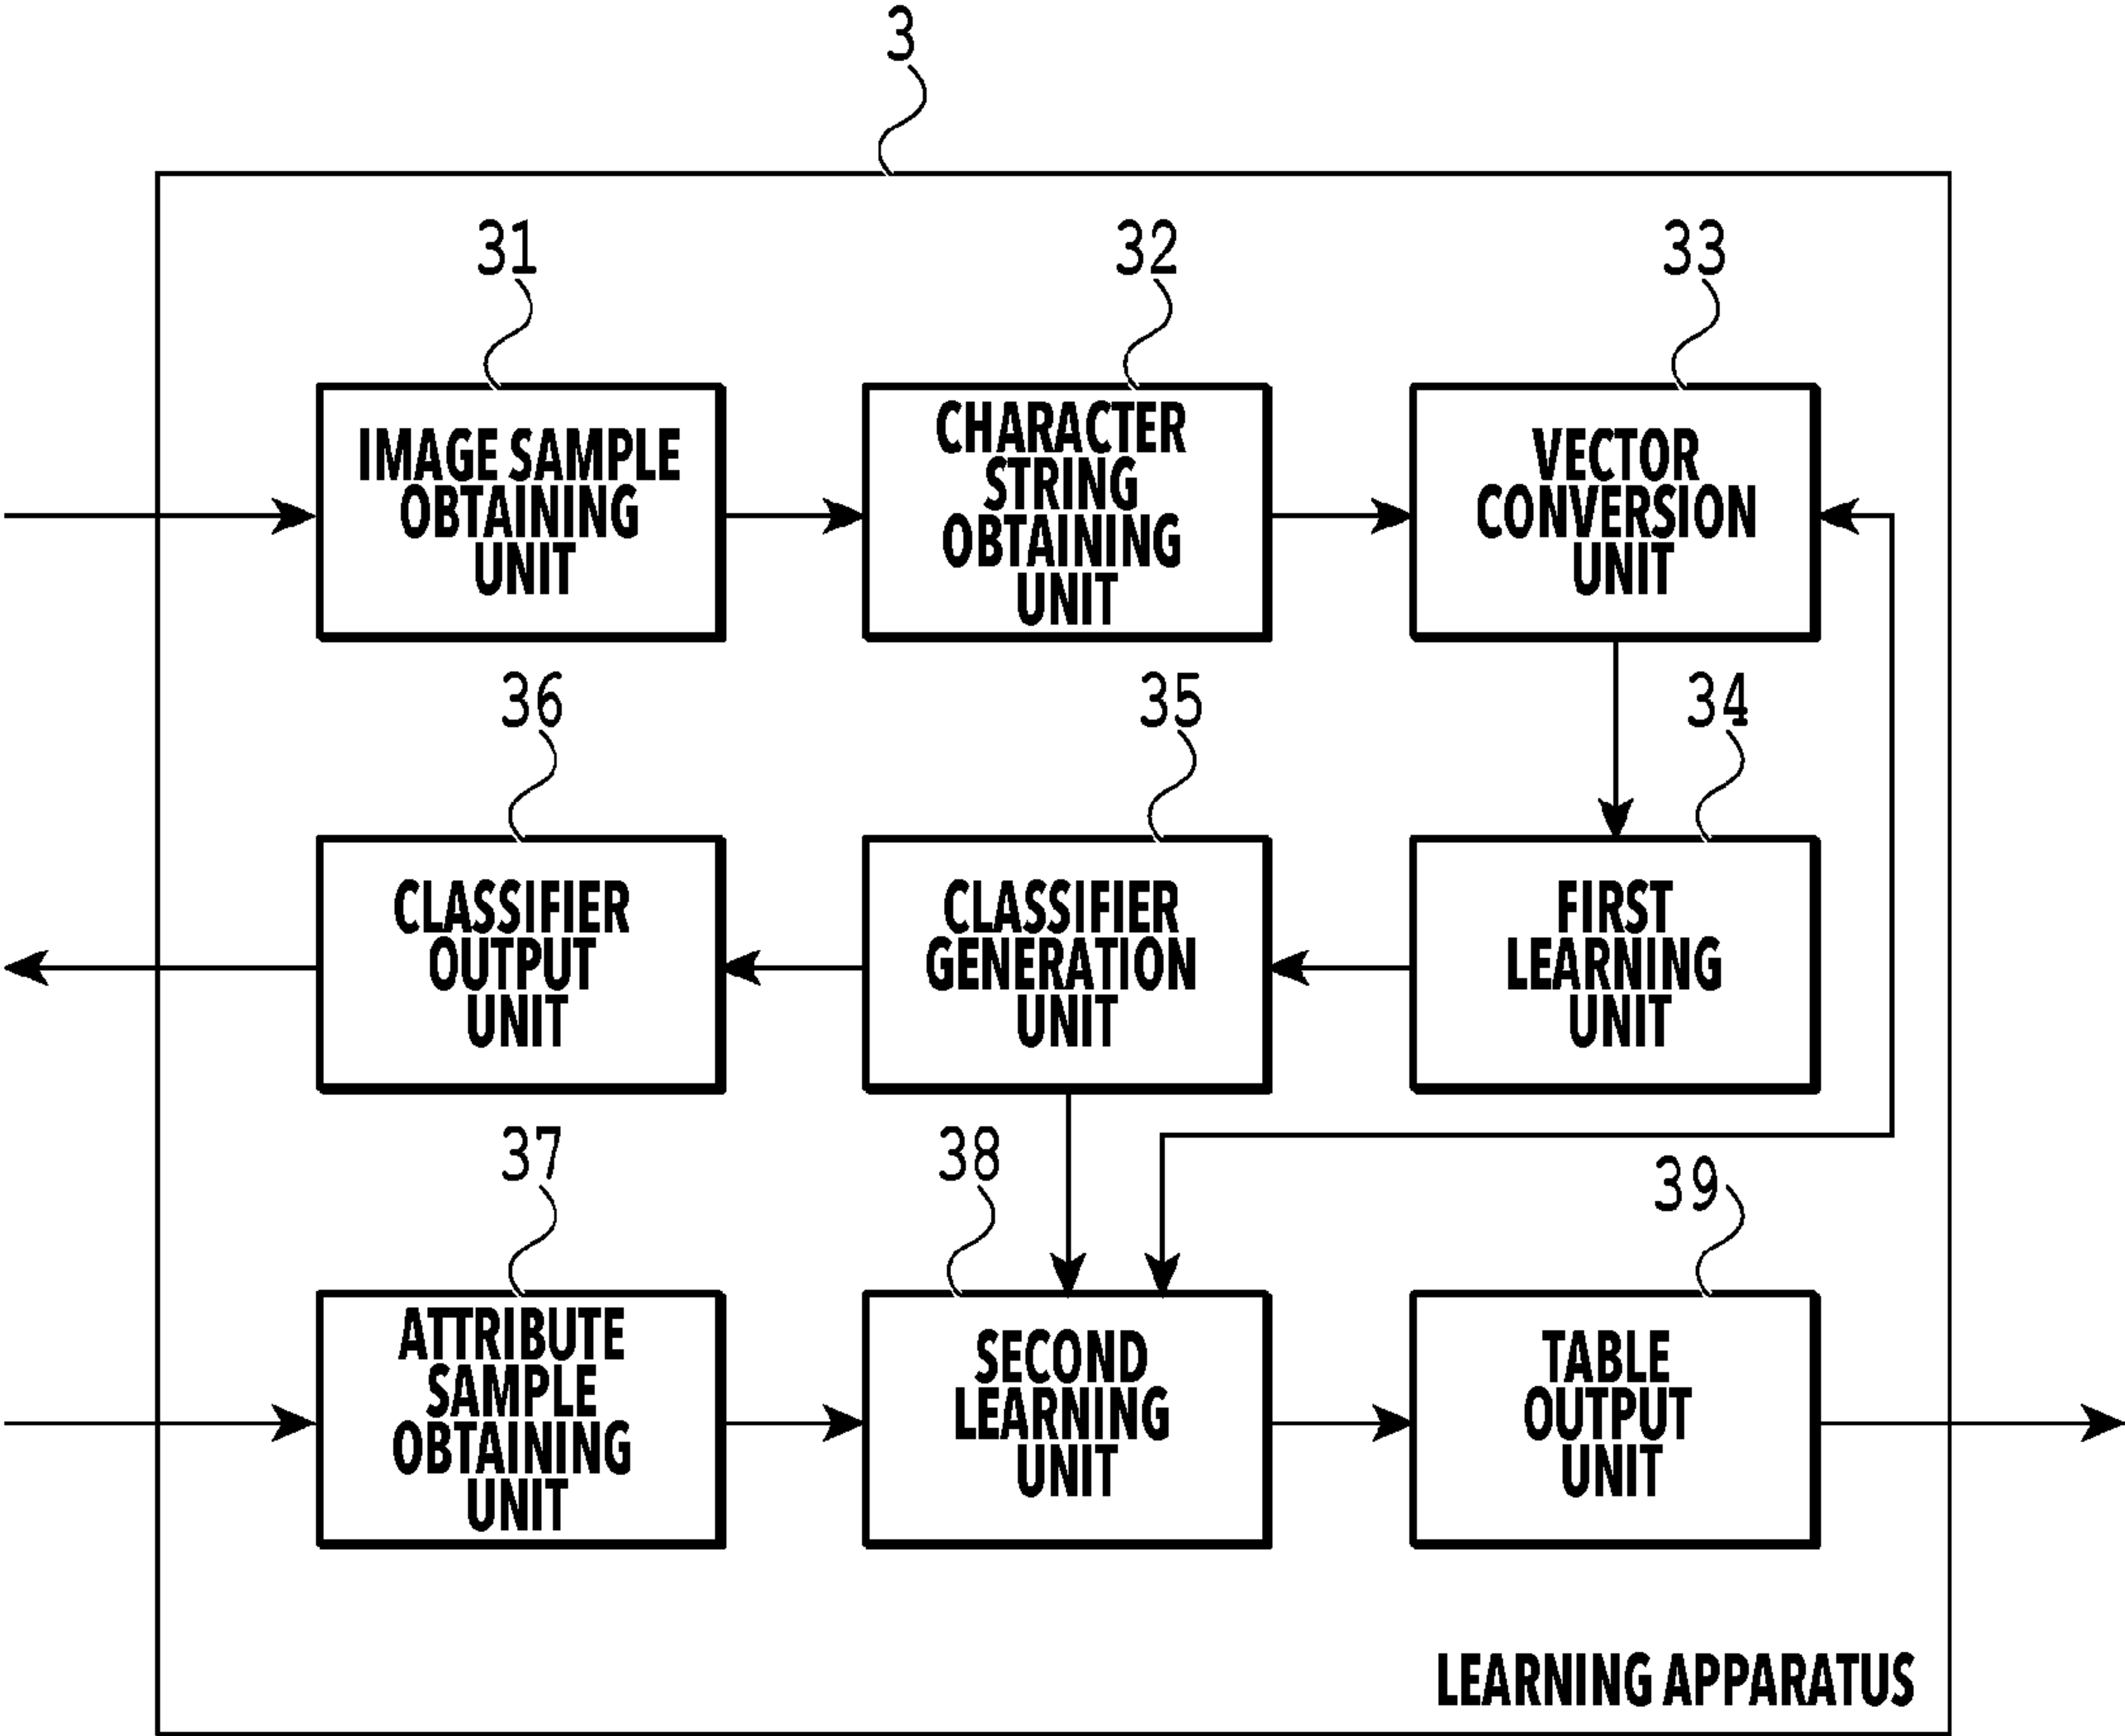 3
31
32
33
IMAGE SAMPLE
OBTAINING
UNIT
CHARACTER
STRING
OBTAINING
UNIT
VECTOR
CONVERSION
UNIT
36
35
34
CLASSIFIER
OUTPUT
UNIT
CLASSIFIER
GENERATION
UNIT
FIRST
LEARNING
UNIT
37
38
39
ATTRIBUTE
SAMPLE
OBTAINING
UNIT
SECOND
LEARNING
UNIT
TABLE
OUTPUT
UNIT
LEARNING APPARATUS